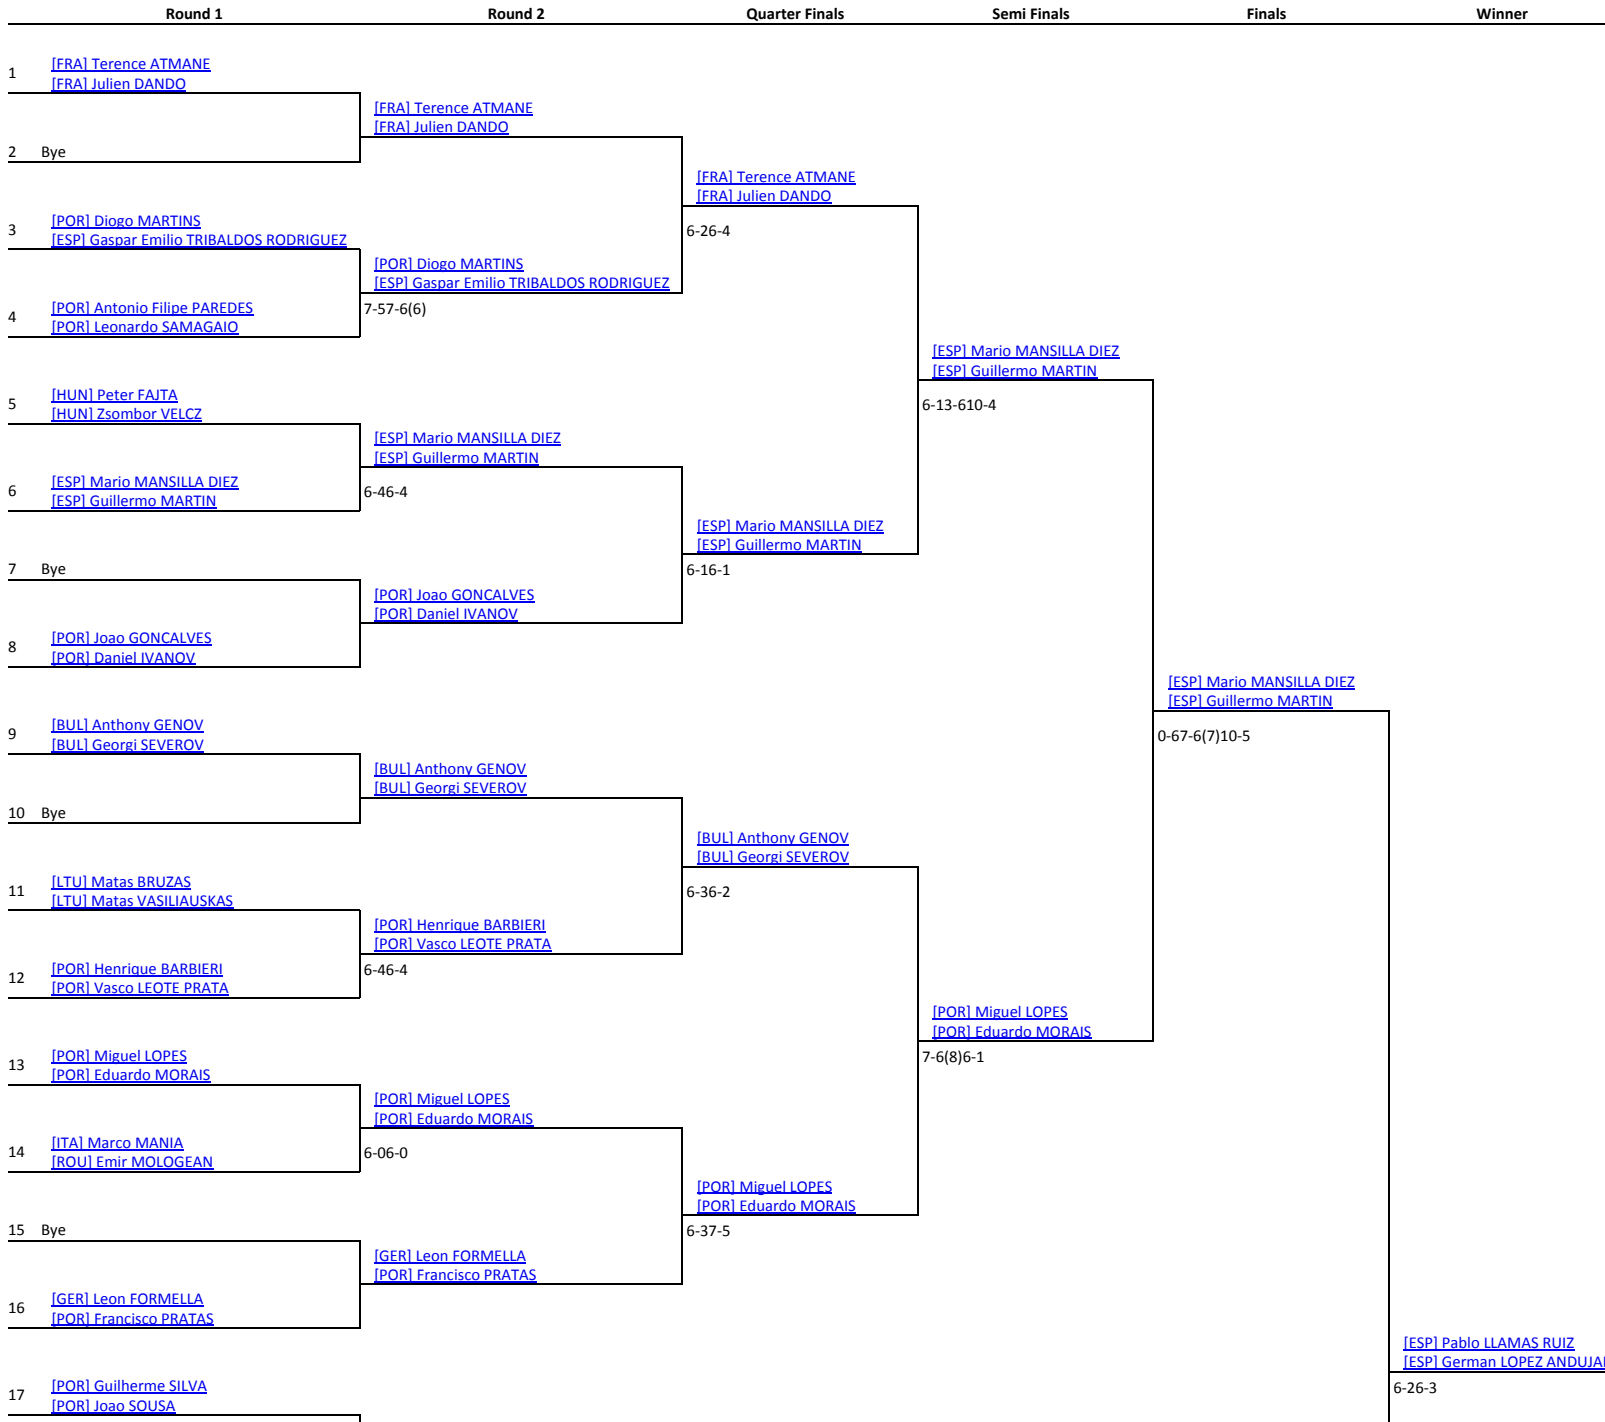 Round 1 Round 2 Quarter Finals Semi Finals Finals Winner
1 [FRA] Terence ATMANE
[FRA] Julien DANDO
[FRA] Terence ATMANE
[FRA] Julien DANDO
2 Bye
[FRA] Terence ATMANE
[FRA] Julien DANDO
3 [POR] Diogo MARTINS
[ESP] Gaspar Emilio TRIBALDOS RODRIGUEZ
6-26-4
[POR] Diogo MARTINS
[ESP] Gaspar Emilio TRIBALDOS RODRIGUEZ
4 [POR] Antonio Filipe PAREDES
[POR] Leonardo SAMAGAIO
7-57-6(6)
[ESP] Mario MANSILLA DIEZ
[ESP] Guillermo MARTIN
5 [HUN] Peter FAJTA
[HUN] Zsombor VELCZ
6-13-610-4
[ESP] Mario MANSILLA DIEZ
[ESP] Guillermo MARTIN
6 [ESP] Mario MANSILLA DIEZ
[ESP] Guillermo MARTIN
6-46-4
[ESP] Mario MANSILLA DIEZ
[ESP] Guillermo MARTIN
7 Bye
6-16-1
[POR] Joao GONCALVES
[POR] Daniel IVANOV
8 [POR] Joao GONCALVES
[POR] Daniel IVANOV
[ESP] Mario MANSILLA DIEZ
[ESP] Guillermo MARTIN
9 [BUL] Anthony GENOV
[BUL] Georgi SEVEROV
0-67-6(7)10-5
[BUL] Anthony GENOV
[BUL] Georgi SEVEROV
10 Bye
[BUL] Anthony GENOV
[BUL] Georgi SEVEROV
11 [LTU] Matas BRUZAS
[LTU] Matas VASILIAUSKAS
6-36-2
[POR] Henrique BARBIERI
[POR] Vasco LEOTE PRATA
12 [POR] Henrique BARBIERI
[POR] Vasco LEOTE PRATA
6-46-4
[POR] Miguel LOPES
[POR] Eduardo MORAIS
13 [POR] Miguel LOPES
[POR] Eduardo MORAIS
7-6(8)6-1
[POR] Miguel LOPES
[POR] Eduardo MORAIS
14 [ITA] Marco MANIA
[ROU] Emir MOLOGEAN
6-06-0
[POR] Miguel LOPES
[POR] Eduardo MORAIS
15 Bye
6-37-5
[GER] Leon FORMELLA
[POR] Francisco PRATAS
16 [GER] Leon FORMELLA
[POR] Francisco PRATAS
[ESP] Pablo LLAMAS RUIZ
[ESP] German LOPEZ ANDUJAR
17 [POR] Guilherme SILVA
[POR] Joao SOUSA
6-26-3